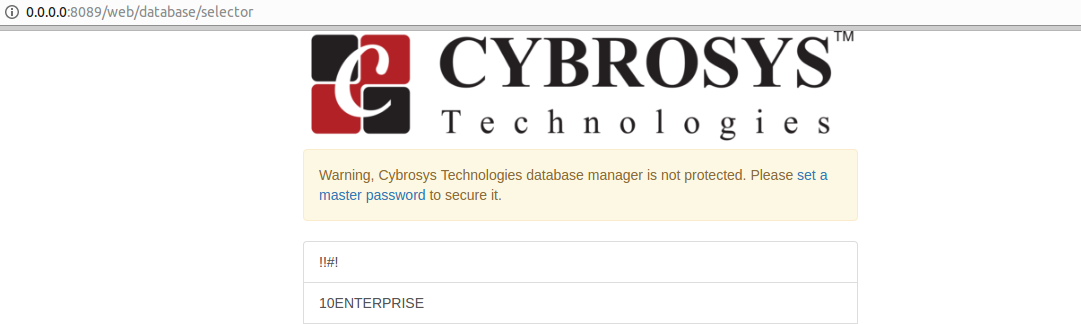 0.0.0.0:8089/web/database/selector
CYBROSYS™
Technologies
Warning, Cybrosys Technologies database manager is not protected. Please set a
master password to secure it.
!!#!
10ENTERPRISE